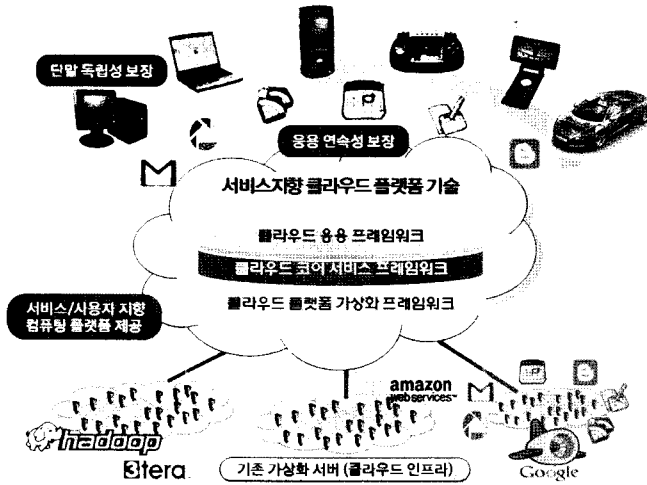 단말 독립성 보장
응용 연속성 보장
서비스지향 클라우드 플랫폼 기술
클라우드 응용 프레임워크
클라우드 코어 서비스 프레임워크
클라우드 플랫폼 가상화 프레임워크
서비스/사용자 지향
컴퓨팅 플랫폼 제공
amazon
webservices™
hadoop
3tera
기존 가상화 서버 (클라우드 인프라)
Google